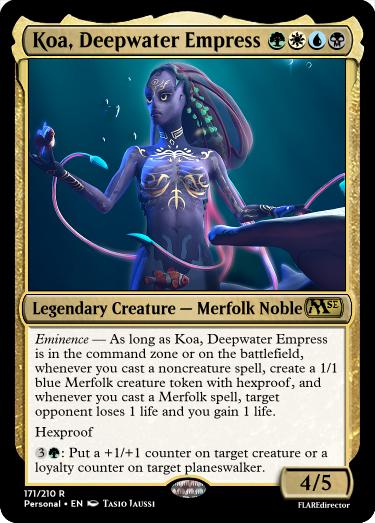 Koa, Deepwater Empress
Legendary Creature — Merfolk Noble
MSE
Eminence — As long as Koa, Deepwater Empress
is in the command zone or on the battlefield,
whenever you cast a noncreature spell, create a 1/1
blue Merfolk creature token with hexproof, and
whenever you cast a Merfolk spell, target
opponent loses 1 life and you gain 1 life.
Hexproof
3: Put a +1/+1 counter on target creature or a
loyalty counter on target planeswalker.
4/5
171/210 R
Personal • EN Tasio Jaussi
FLAREdirector